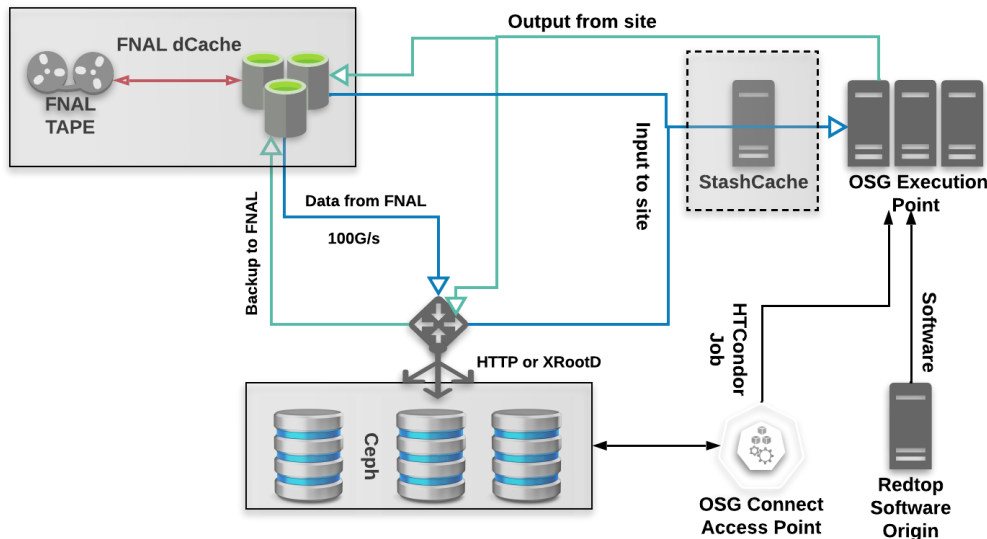 Output from site
FNAL dCache
FNAL
TAPE
StashCache
OSG Execution
Point
Input to site
Data from FNAL
100G/s
Backup to FNAL
HTTP or XRootD
HTCondor
Job
Software
Ceph
OSG Connect
Access Point
Redtop
Software
Origin